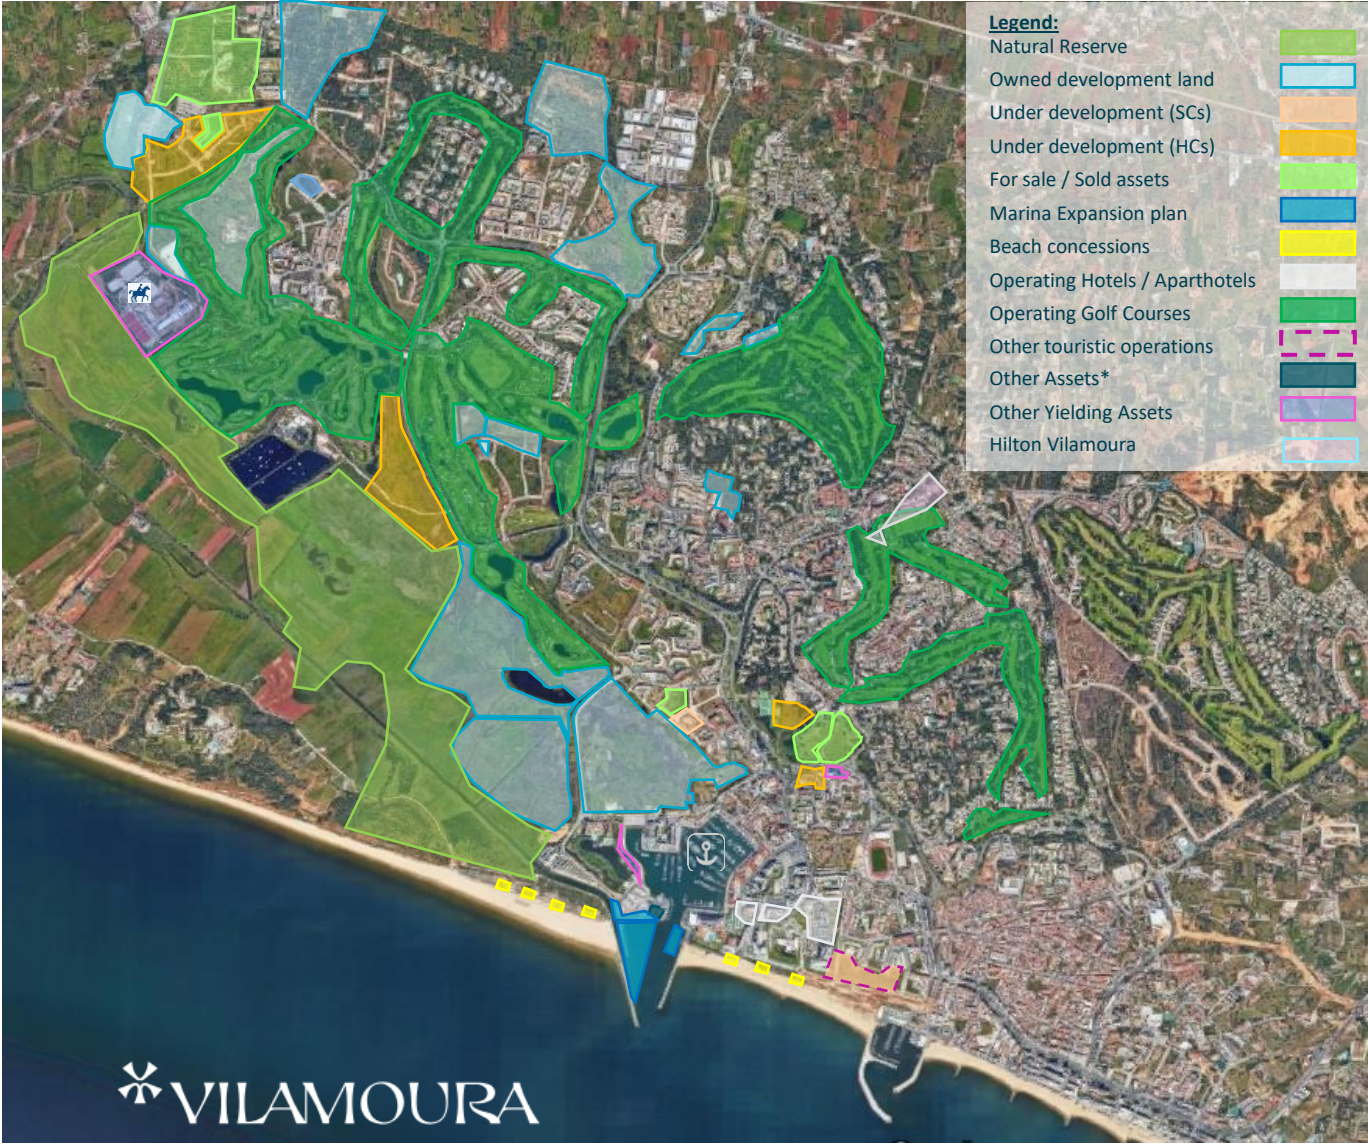 Legend:
Natural Reserve
Owned development land
Under development (SCs)
Under development (HCs)
For sale / Sold assets
Marina Expansion plan
Beach concessions
Operating Hotels / Aparthotels
Operating Golf Courses
Other touristic operations
Other Assets*
Other Yielding Assets
Hilton Vilamoura
VILAMOURA